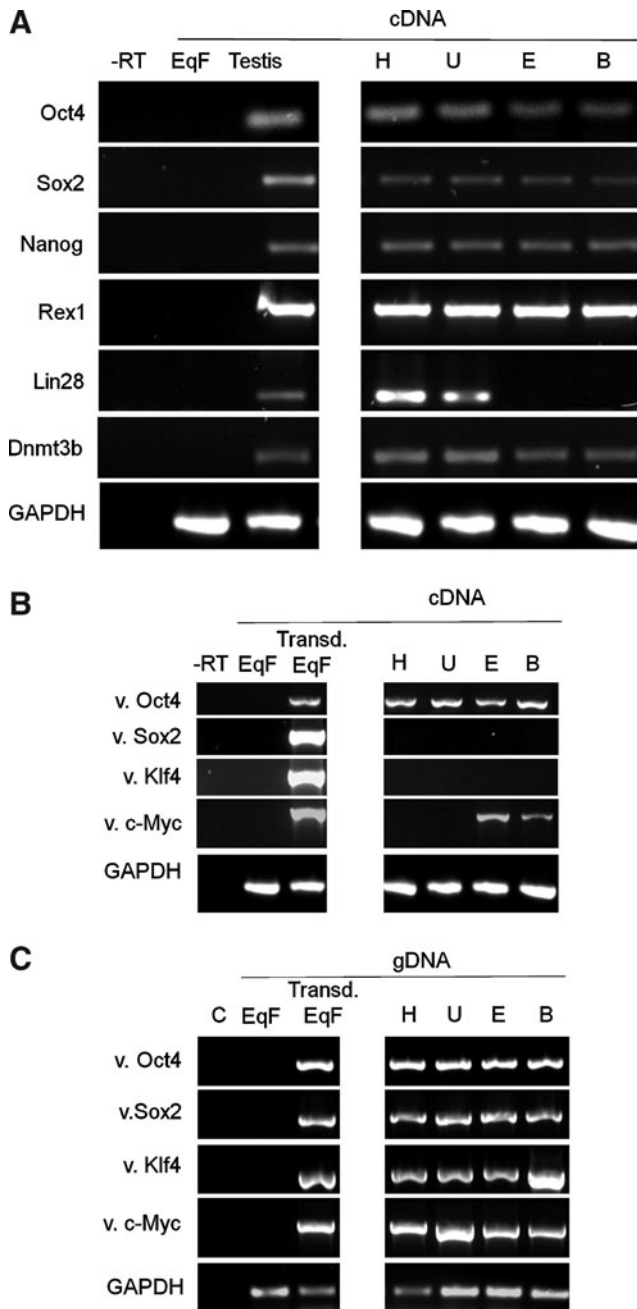 A
cDNA
-RT EqF Testis H U E B
Oct4
Sox2
Nanog
Rex1
Lin28
Dnmt3b
GAPDH
B
cDNA
Transd.
-RT EqF EqF H U E B
v. Oct4
v. Sox2
v. Klf4
v. c-Myc
GAPDH
C
gDNA
Transd.
C EqF EqF H U E B
v. Oct4
v.Sox2
v. Klf4
v. c-Myc
GAPDH